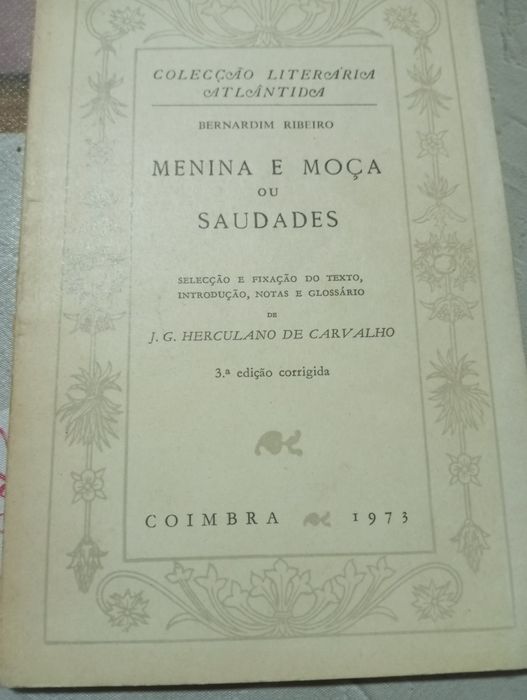 COLECÇÃO LITERÁRIA
ATLÂNTIDA
BERNARDIM RIBEIRO
MENINA E MOÇA
OU
SAUDADES
SELECÇÃO E FIXAÇÃO DO TEXTO,
INTRODUÇÃO, NOTAS E GLOSSÁRIO
DE
J. G. HERCULANO DE CARVALHO
3.ª edição corrigida
COIMBRA 1973